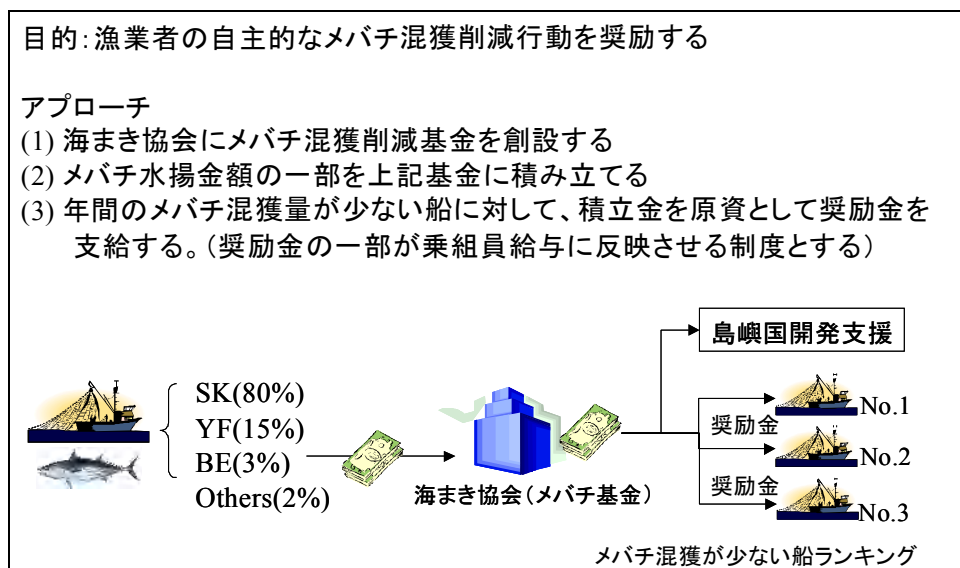 目的：漁業者の自主的なメバチ混獲削減行動を奨励する
アプローチ
(1) 海まき協会にメバチ混獲削減基金を創設する
(2) メバチ水揚金額の一部を上記基金に積み立てる
(3) 年間のメバチ混獲量が少ない船に対して、積立金を原資として奨励金を
支給する。（奨励金の一部が乗組員給与に反映させる制度とする）
島嶼国開発支援
SK(80%)
YF(15%)
BE(3%)
Others(2%)
海まき協会（メバチ基金）
奨励金
奨励金
No.1
No.2
No.3
メバチ混獲が少ない船ランキング